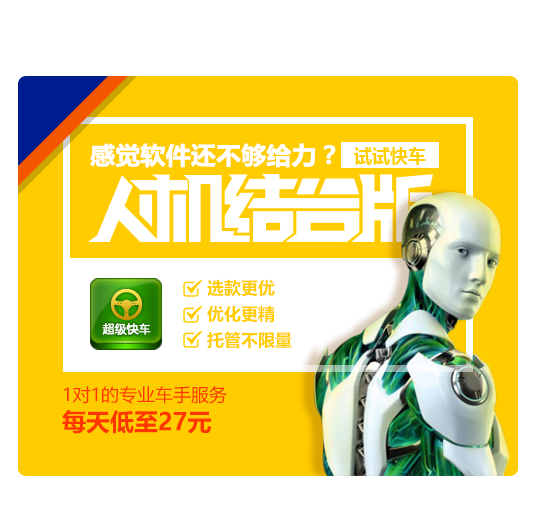 感觉软件还不够给力？试试快车
人机结合版
选款更优
优化更精
托管不限量
超级快车
1对1的专业车手服务
每天低至27元